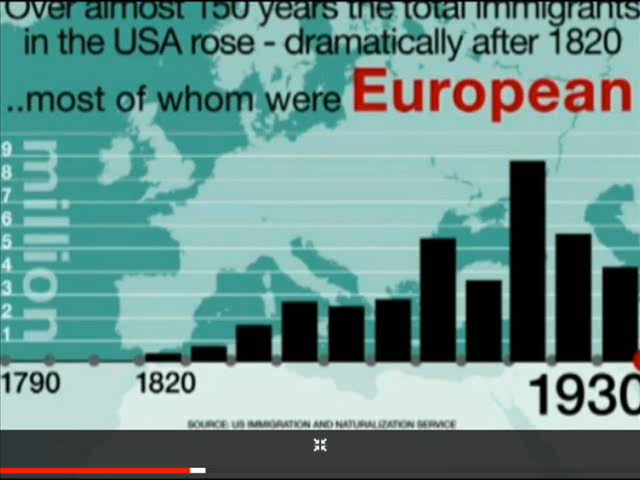 Over almost 150 years the total immigrants
in the USA rose - dramatically after 1820
..most of whom were European
9
8
7
6
5
4
3
2
1
million
1790
1820
1930
SOURCE: US IMMIGRATION AND NATURALIZATION SERVICE